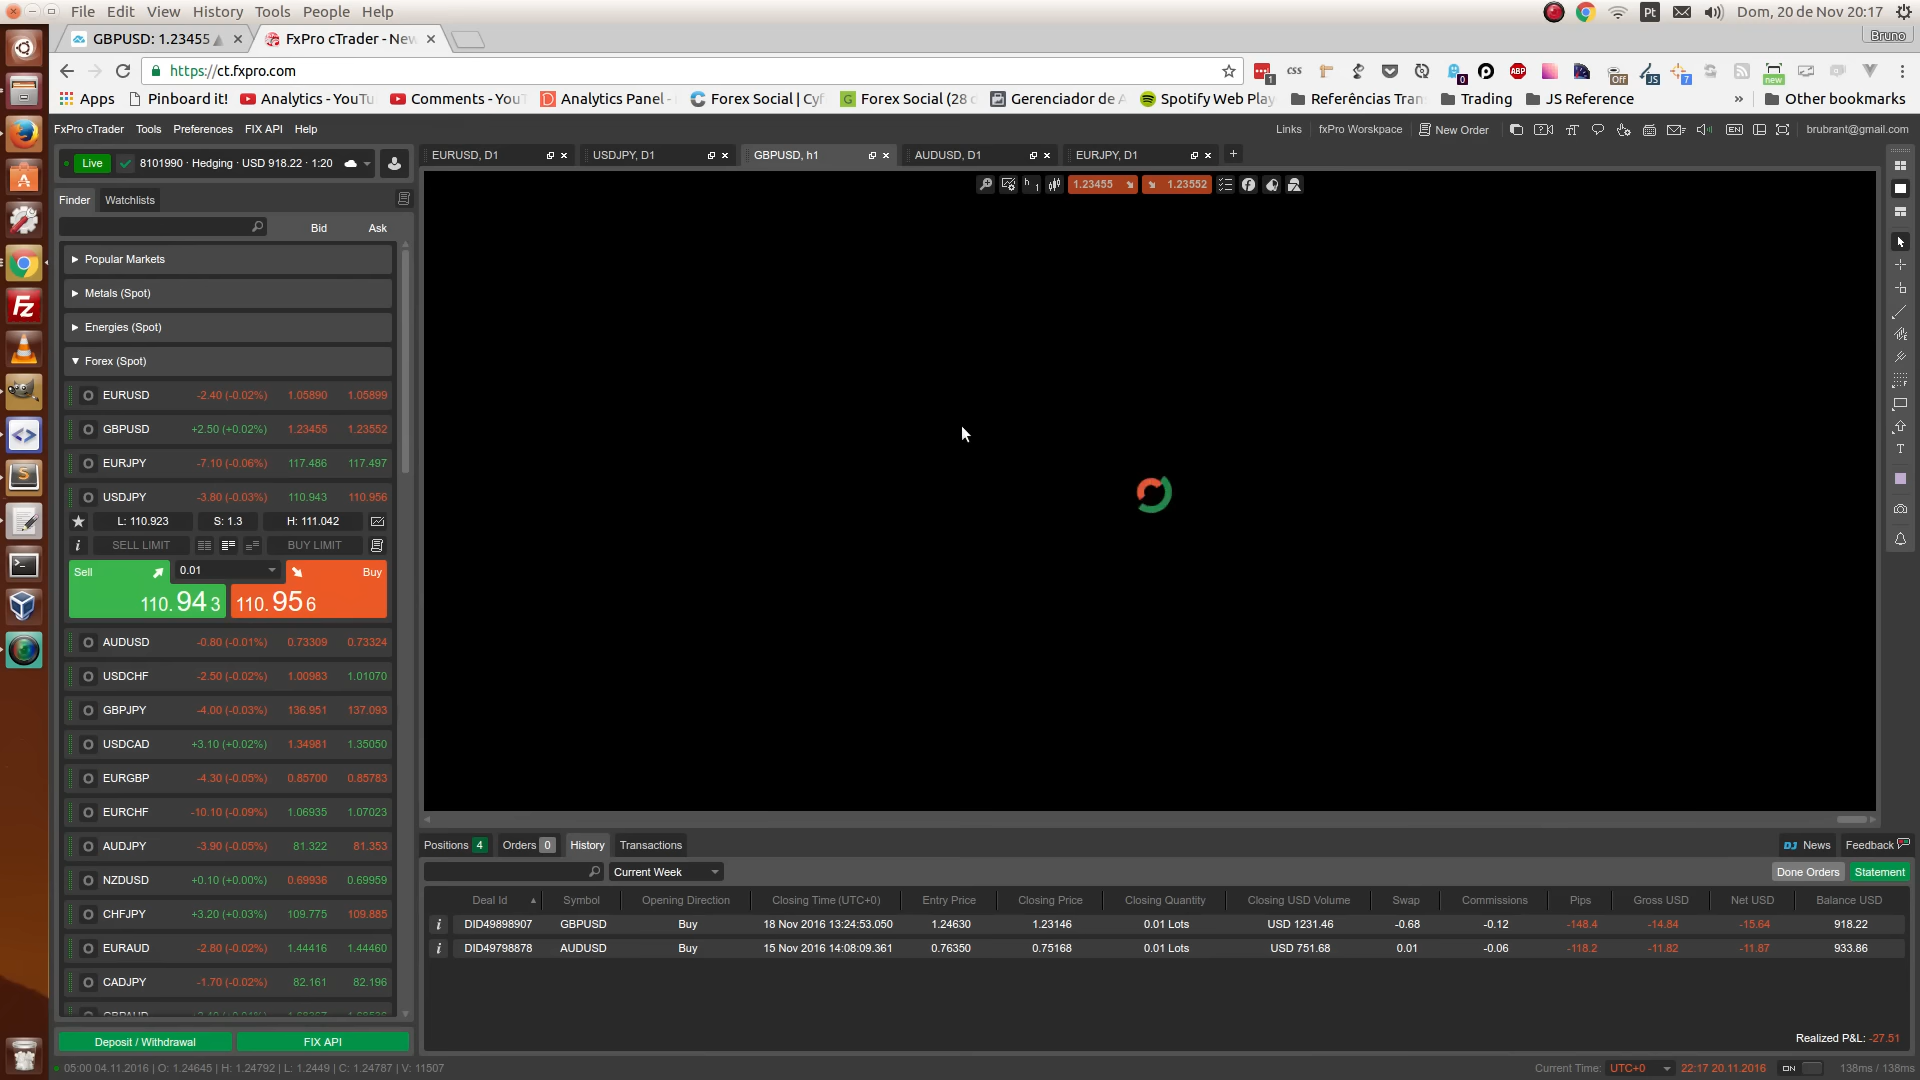 File Edit View History Tools People Help
Pt
Dom, 20 de Nov 20:17
GBPUSD: 1.23455
FxPro cTrader - New
Bruno
https://ct.fxpro.com
Apps Pinboard it! Analytics - YouTu Comments - YouT Analytics Panel - Forex Social | Cyf Forex Social (28 d Gerenciador de A Spotify Web Play Referências Tran Trading JS Reference » Other bookmarks
FxPro cTrader Tools Preferences FIX API Help
Links fxPro Worskpace New Order EN brubrant@gmail.com
Live 8101990 · Hedging · USD 918.22 · 1:20
EURUSD, D1 USDJPY, D1 GBPUSD, h1 AUDUSD, D1 EURJPY, D1 +
h1 1.23455 1.23552
Finder Watchlists
Bid Ask
Popular Markets
Metals (Spot)
Energies (Spot)
Forex (Spot)
EURUSD -2.40 (-0.02%) 1.05890 1.05899
GBPUSD +2.50 (+0.02%) 1.23455 1.23552
EURJPY -7.10 (-0.06%) 117.486 117.497
USDJPY -3.80 (-0.03%) 110.943 110.956
L: 110.923 S: 1.3 H: 111.042
i SELL LIMIT BUY LIMIT
Sell 0.01 Buy
110.94 3 110.95 6
AUDUSD -0.80 (-0.01%) 0.73309 0.73324
USDCHF -2.50 (-0.02%) 1.00983 1.01070
GBPJPY -4.00 (-0.03%) 136.951 137.093
USDCAD +3.10 (+0.02%) 1.34981 1.35050
EURGBP -4.30 (-0.05%) 0.85700 0.85783
EURCHF -10.10 (-0.09%) 1.06935 1.07023
AUDJPY -3.90 (-0.05%) 81.322 81.353
NZDUSD +0.10 (+0.00%) 0.69936 0.69959
CHFJPY +3.20 (+0.03%) 109.775 109.885
EURAUD -2.80 (-0.02%) 1.44416 1.44460
CADJPY -1.70 (-0.02%) 82.161 82.196
Deposit / Withdrawal FIX API
Positions 4 Orders 0 History Transactions
DJ News Feedback
Current Week
Done Orders Statement
Deal Id Symbol Opening Direction Closing Time (UTC+0) Entry Price Closing Price Closing Quantity Closing USD Volume Swap Commissions Pips Gross USD Net USD Balance USD
i DID49898907 GBPUSD Buy 18 Nov 2016 13:24:53.050 1.24630 1.23146 0.01 Lots USD 1231.46 -0.68 -0.12 -148.4 -14.84 -15.64 918.22
i DID49798878 AUDUSD Buy 15 Nov 2016 14:08:09.361 0.76350 0.75168 0.01 Lots USD 751.68 0.01 -0.06 -118.2 -11.82 -11.87 933.86
Realized P&L: -27.51
05:00 04.11.2016 | O: 1.24645 | H: 1.24792 | L: 1.2449 | C: 1.24787 | V: 11507
Current Time: UTC+0 22:17 20.11.2016 ON 138ms / 138ms